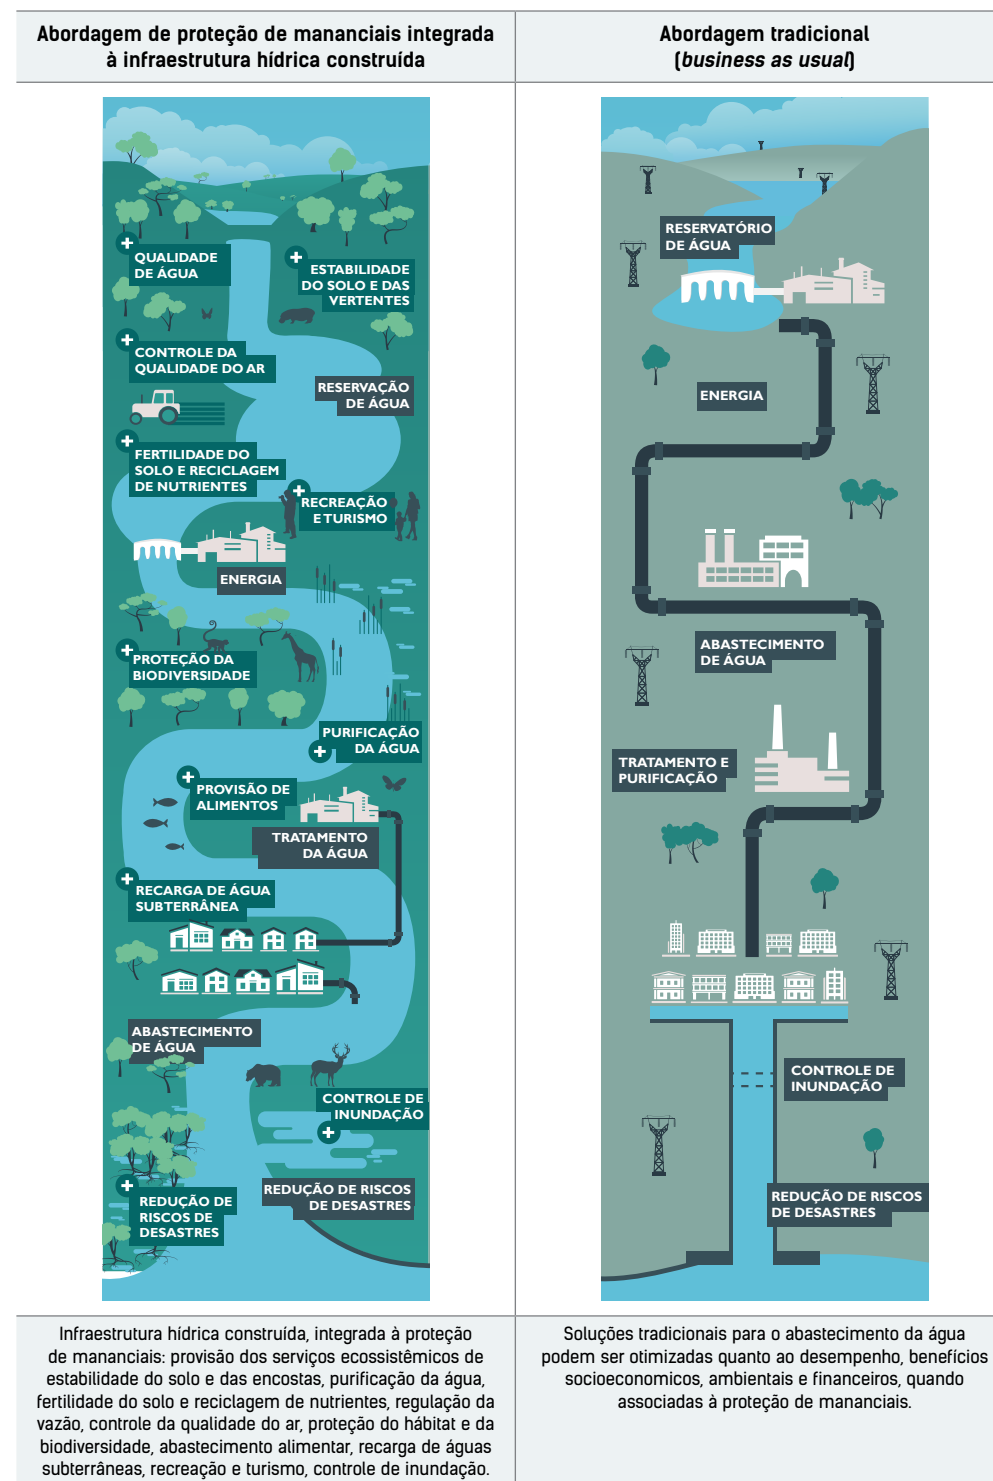 Abordagem de proteção de mananciais integrada
à infraestrutura hídrica construída
QUALIDADE
DE ÁGUA
ESTABILIDADE
DO SOLO E DAS
VERTENTES
CONTROLE DA
QUALIDADE DO AR
RESERVAÇÃO
DE ÁGUA
FERTILIDADE DO
SOLO E RECICLAGEM
DE NUTRIENTES
RECREAÇÃO
E TURISMO
ENERGIA
PROTEÇÃO DA
BIODIVERSIDADE
PURIFICAÇÃO
DA ÁGUA
PROVISÃO DE
ALIMENTOS
TRATAMENTO
DA ÁGUA
RECARGA DE ÁGUA
SUBTERRÂNEA
ABASTECIMENTO
DE ÁGUA
CONTROLE DE
INUNDAÇÃO
REDUÇÃO DE
RISCOS DE
DESASTRES
REDUÇÃO DE RISCOS
DE DESASTRES
Infraestrutura hídrica construída, integrada à proteção
de mananciais: provisão dos serviços ecossistêmicos de
estabilidade do solo e das encostas, purificação da água,
fertilidade do solo e reciclagem de nutrientes, regulação da
vazão, controle da qualidade do ar, proteção do hábitat e da
biodiversidade, abastecimento alimentar, recarga de águas
subterrâneas, recreação e turismo, controle de inundação.
Abordagem tradicional
(business as usual)
RESERVATÓRIO
DE ÁGUA
ENERGIA
ABASTECIMENTO
DE ÁGUA
TRATAMENTO E
PURIFICAÇÃO
CONTROLE DE
INUNDAÇÃO
REDUÇÃO DE RISCOS
DE DESASTRES
Soluções tradicionais para o abastecimento da água
podem ser otimizadas quanto ao desempenho, benefícios
socioeconomicos, ambientais e financeiros, quando
associadas à proteção de mananciais.